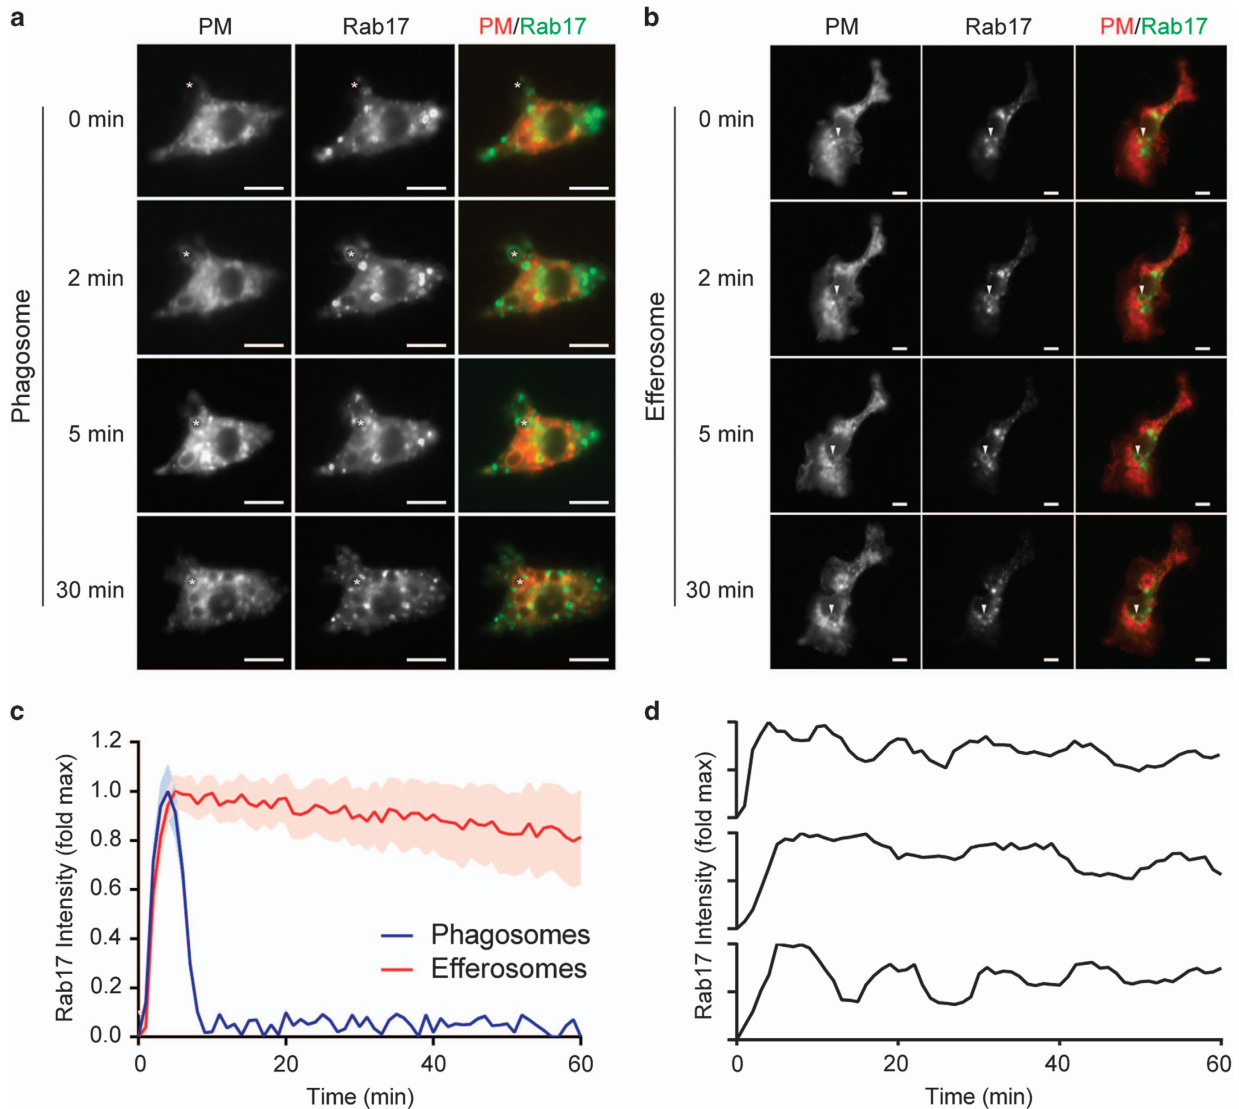 a
PM
Rab17
PM/Rab17
Phagosome
0 min
2 min
5 min
30 min
b
PM
Rab17
PM/Rab17
Efferosome
0 min
2 min
5 min
30 min
c
Rab17 Intensity (fold max)
1.2
1.0
0.8
0.6
0.4
0.2
0.0
Phagosomes
Efferosomes
0
20
40
60
Time (min)
d
Rab17 Intensity (fold max)
0
20
40
60
Time (min)